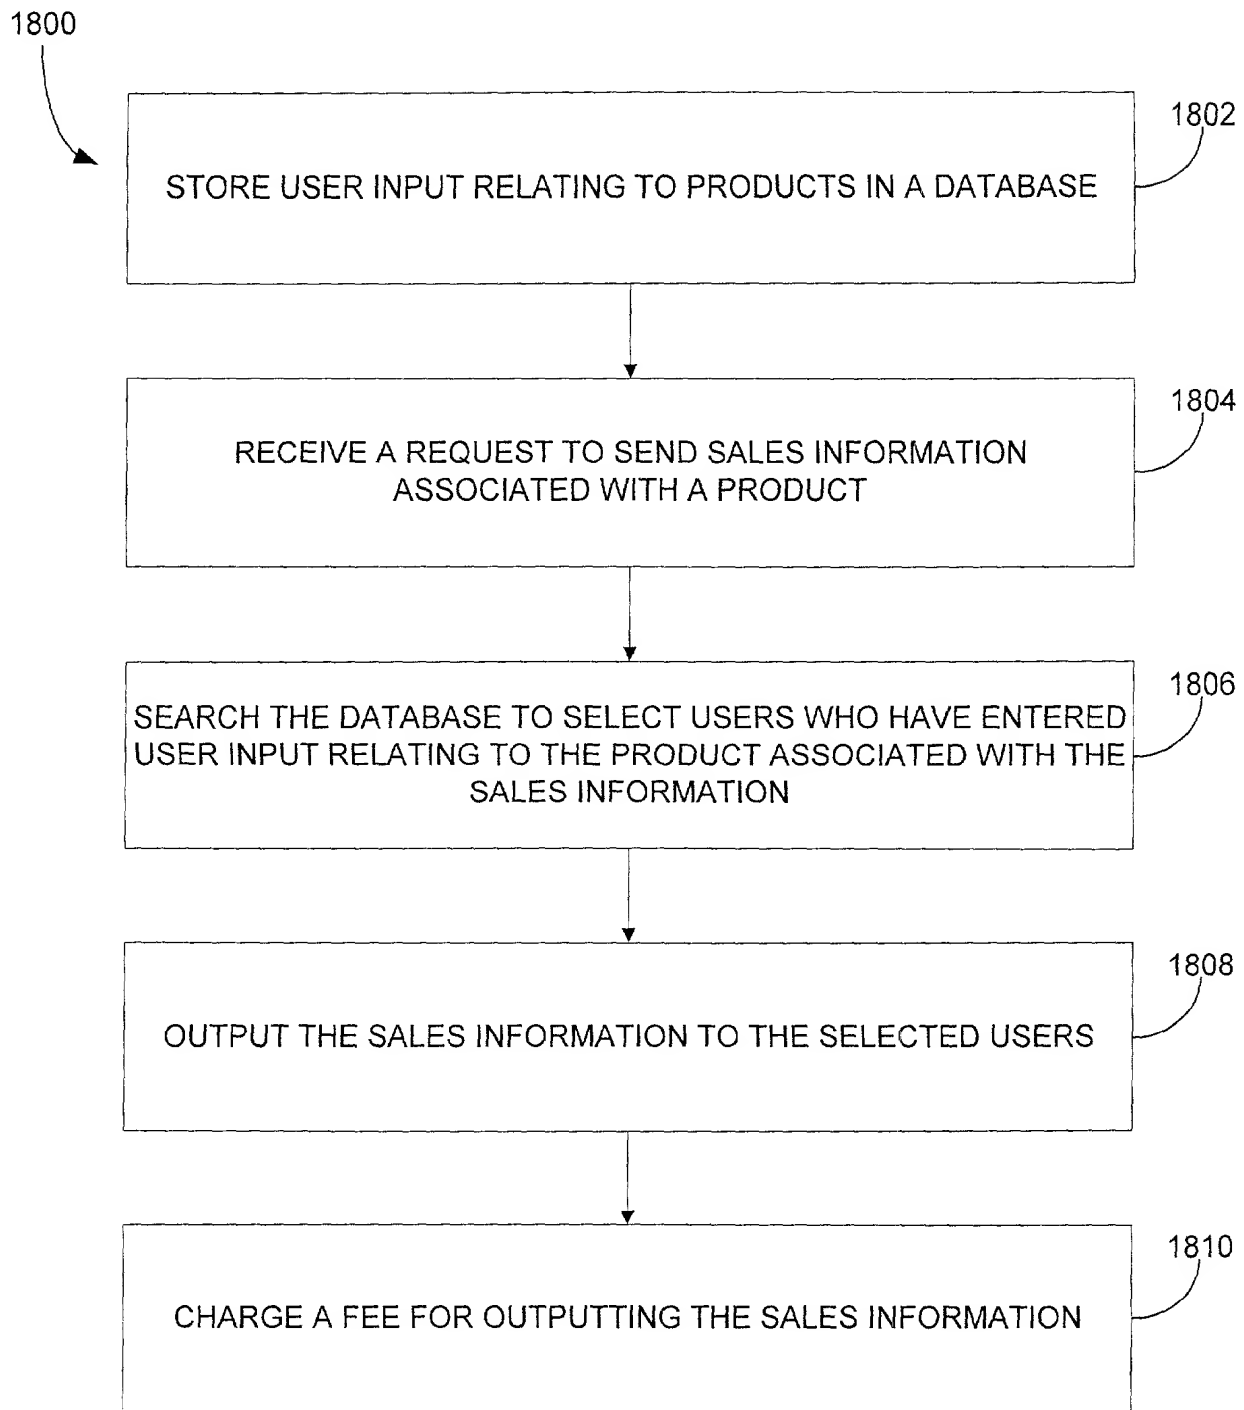 1800
1802
STORE USER INPUT RELATING TO PRODUCTS IN A DATABASE
1804
RECEIVE A REQUEST TO SEND SALES INFORMATION
ASSOCIATED WITH A PRODUCT
1806
SEARCH THE DATABASE TO SELECT USERS WHO HAVE ENTERED
USER INPUT RELATING TO THE PRODUCT ASSOCIATED WITH THE
SALES INFORMATION
1808
OUTPUT THE SALES INFORMATION TO THE SELECTED USERS
1810
CHARGE A FEE FOR OUTPUTTING THE SALES INFORMATION